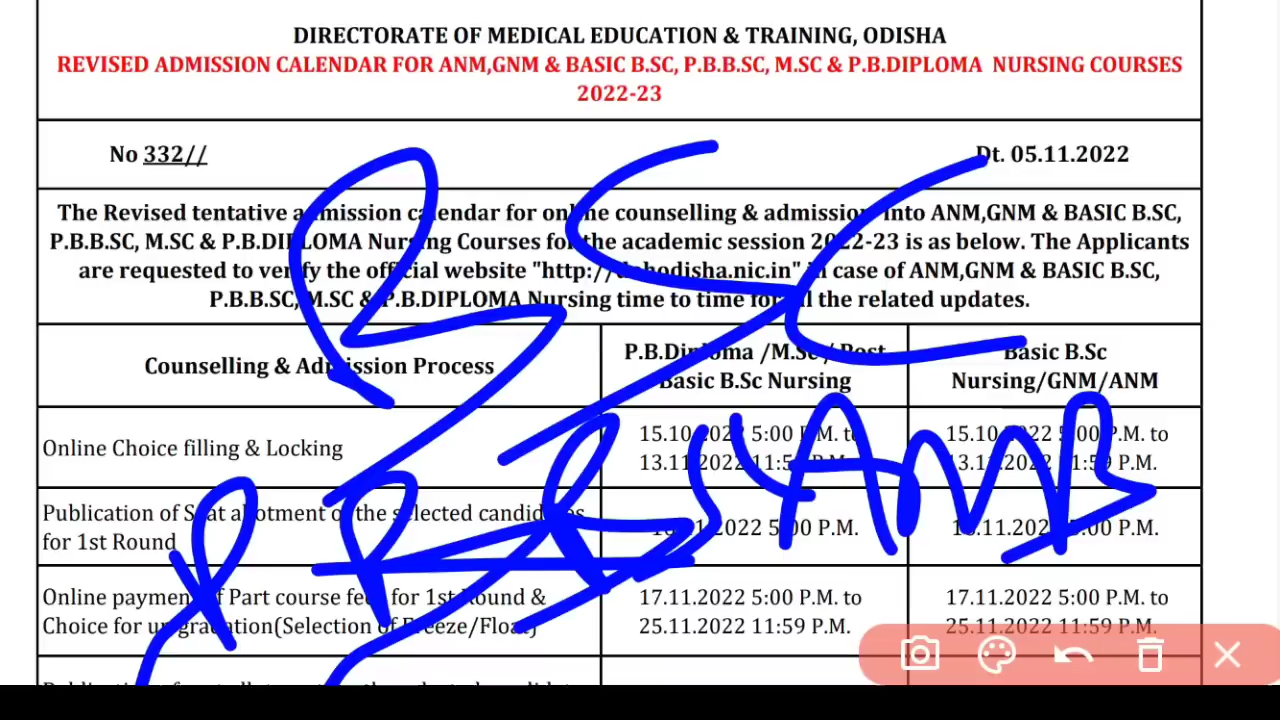 DIRECTORATE OF MEDICAL EDUCATION & TRAINING, ODISHA
REVISED ADMISSION CALENDAR FOR ANM,GNM & BASIC B.SC, P.B.B.SC, M.SC & P.B.DIPLOMA NURSING COURSES
2022-23
No 332//
Dt. 05.11.2022
The Revised tentative admission calendar for online counselling & admission into ANM,GNM & BASIC B.SC,
P.B.B.SC, M.SC & P.B.DIPLOMA Nursing Courses for the academic session 2022-23 is as below. The Applicants
are requested to verify the official website in case of ANM,GNM & BASIC B.SC,
P.B.B.SC, M.SC & P.B.DIPLOMA Nursing time to time for all the related updates.
Counselling & Admission Process
P.B.Diploma /M.Sc / Post
Basic B.Sc Nursing
Basic B.Sc
Nursing/GNM/ANM
Online Choice filling & Locking
15.10.2022 5:00 P.M. to
13.11.2022 11:59 P.M.
15.10.2022 5:00 P.M. to
13.11.2022 11:59 P.M.
Publication of Seat allotment of the selected candidates
for 1st Round
5:00 P.M.
5:00 P.M.
Online payment of Part course fees for 1st Round &
Choice for up gradation(Selection of Freeze/Float)
17.11.2022 5:00 P.M. to
25.11.2022 11:59 P.M.
17.11.2022 5:00 P.M. to
25.11.2022 11:59 P.M.
BSC